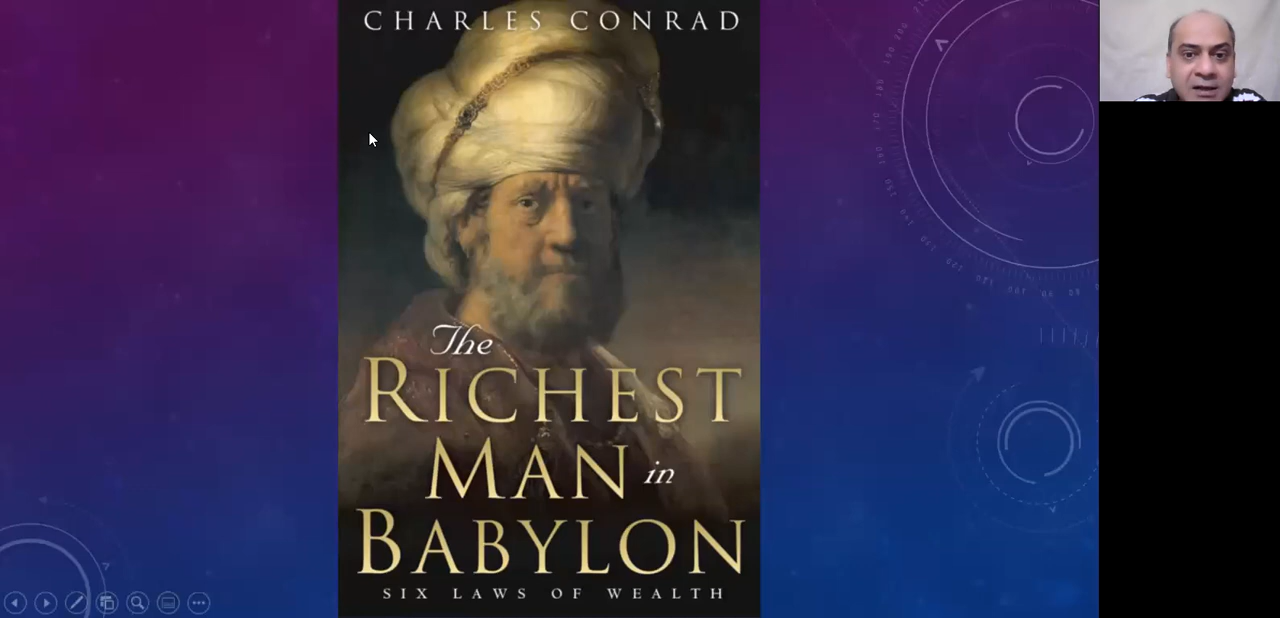 CHARLES CONRAD
The
RICHEST
MAN in
BABYLON
SIX LAWS OF WEALTH